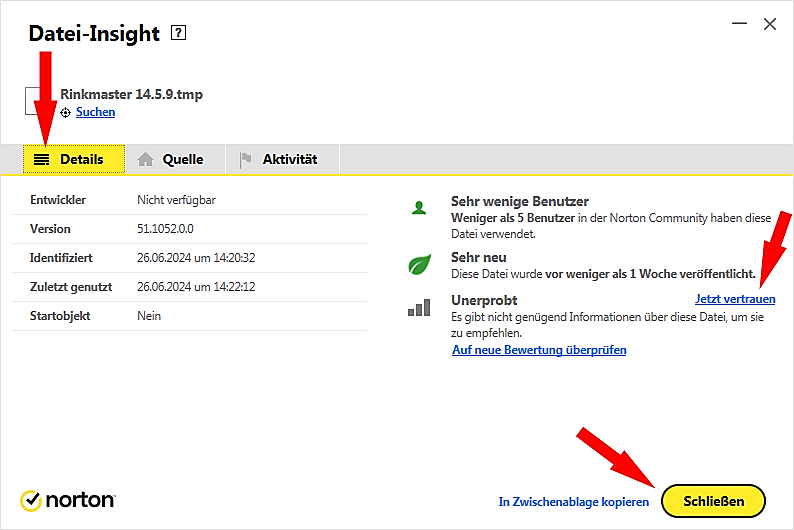 Datei-Insight ?
Rinkmaster 14.5.9.tmp
Suchen
Details Quelle Aktivität
Entwickler Nicht verfügbar
Version 51.1052.0.0
Identifiziert 26.06.2024 um 14:20:32
Zuletzt genutzt 26.06.2024 um 14:22:12
Startobjekt Nein
Sehr wenige Benutzer
Weniger als 5 Benutzer in der Norton Community haben diese
Datei verwendet.
Sehr neu
Diese Datei wurde vor weniger als 1 Woche veröffentlicht.
Unerprobt Jetzt vertrauen
Es gibt nicht genügend Informationen über diese Datei, um sie
zu empfehlen.
Auf neue Bewertung überprüfen
norton
In Zwischenablage kopieren Schließen